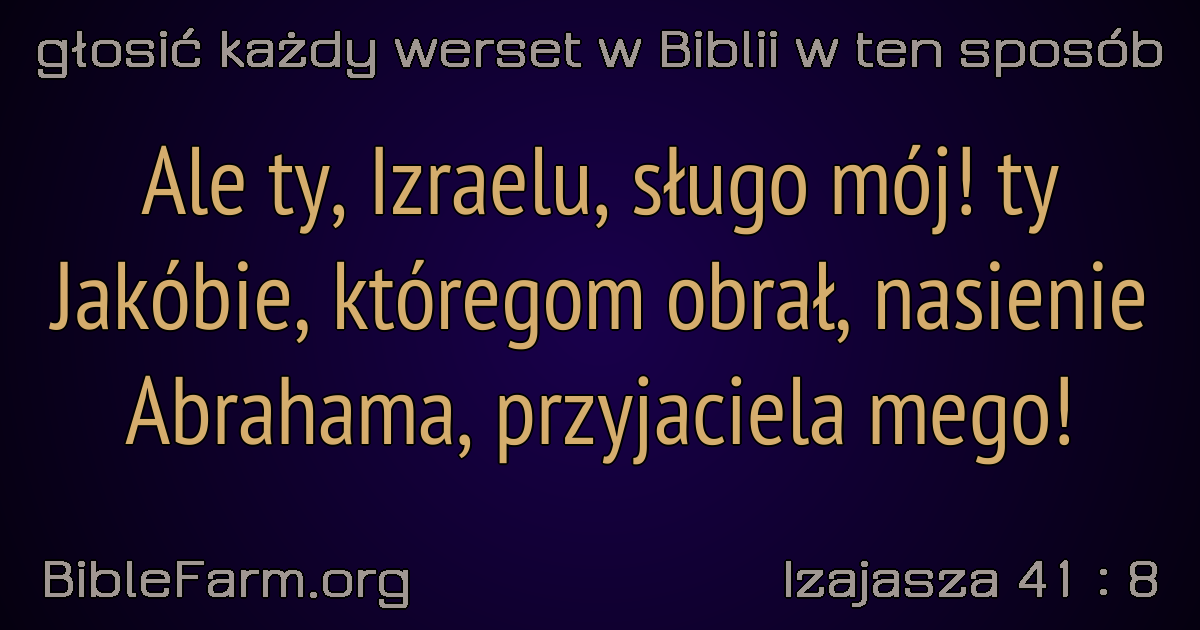 głosić każdy werset w Biblii w ten sposób
Ale ty, Izraelu, sługo mój! ty
Jakóbie, któregom obrał, nasienie
Abrahama, przyjaciela mego!
BibleFarm.org
Izajasza 41 : 8